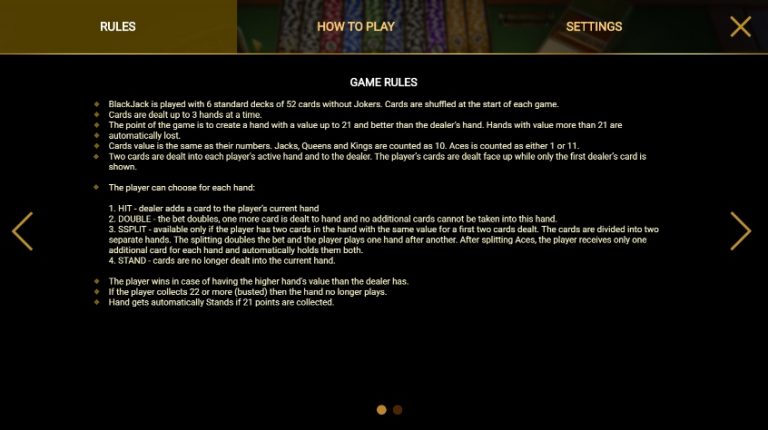 RULES
HOW TO PLAY
SETTINGS
GAME RULES
BlackJack is played with 6 standard decks of 52 cards without Jokers. Cards are shuffled at the start of each game.
Cards are dealt up to 3 hands at a time.
The point of the game is to create a hand with a value up to 21 and better than the dealer's hand. Hands with value more than 21 are
automatically lost.
Cards value is the same as their numbers. Jacks, Queens and Kings are counted as 10. Aces is counted as either 1 or 11.
Two cards are dealt into each player's active hand and to the dealer. The player's cards are dealt face up while only the first dealer's card is
shown.
The player can choose for each hand:
1. HIT - dealer adds a card to the player's current hand
2. DOUBLE - the bet doubles, one more card is dealt to hand and no additional cards cannot be taken into this hand.
3. SSPLIT - available only if the player has two cards in the hand with the same value for a first two cards dealt. The cards are divided into two
separate hands. The splitting doubles the bet and the player plays one hand after another. After splitting Aces, the player receives only one
additional card for each hand and automatically holds them both.
4. STAND - cards are no longer dealt into the current hand.
The player wins in case of having the higher hand's value than the dealer has.
If the player collects 22 or more (busted) then the hand no longer plays.
Hand gets automatically Stands if 21 points are collected.